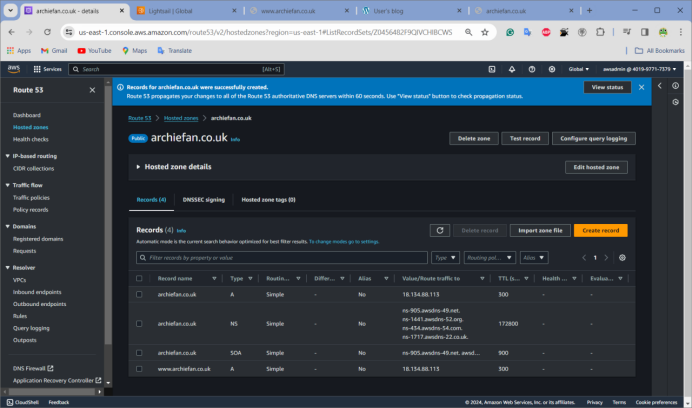 archiefan.co.uk - details
Lightsail | Global
www.archiefan.co.uk
User's blog
archiefan.co.uk
us-east-1.console.aws.amazon.com/route53/v2/hostedzones?region=us-east-1#ListRecordSets/Z0456482F9QIVCHI8CWS
Apps
Gmail
YouTube
Maps
Translate
All Bookmarks
aws
Services
Search
[Alt+S]
Global
awsadmin @ 4019-9771-7379
Route 53
Dashboard
Hosted zones
Health checks
IP-based routing
CIDR collections
Traffic flow
Traffic policies
Policy records
Domains
Registered domains
Requests
Resolver
VPCs
Inbound endpoints
Outbound endpoints
Rules
Query logging
Outposts
DNS Firewall
Application Recovery Controller
Records for archiefan.co.uk were successfully created.
Route 53 propagates your changes to all of the Route 53 authoritative DNS servers within 60 seconds. Use "View status" button to check propagation status.
View status
Route 53 > Hosted zones > archiefan.co.uk
Public archiefan.co.uk Info
Delete zone
Test record
Configure query logging
Hosted zone details
Edit hosted zone
Records (4)
DNSSEC signing
Hosted zone tags (0)
Records (4) Info
Delete record
Import zone file
Create record
Automatic mode is the current search behavior optimized for best filter results. To change modes go to settings.
Filter records by property or value
Type
Routing pol...
Alias
1
Record name Type Routin... Differ... Alias Value/Route traffic to TTL (s... Health ... Evalua...
archiefan.co.uk A Simple - No 18.134.88.113 300 - -
archiefan.co.uk NS Simple - No ns-905.awsdns-49.net.
ns-1441.awsdns-52.org.
ns-434.awsdns-54.com.
ns-1717.awsdns-22.co.uk.
172800 - -
archiefan.co.uk SOA Simple - No ns-905.awsdns-49.net. awsd... 900 - -
www.archiefan.co.uk A Simple - No 18.134.88.113 300 - -
CloudShell
Feedback
© 2024, Amazon Web Services, Inc. or its affiliates.
Privacy
Terms
Cookie preferences